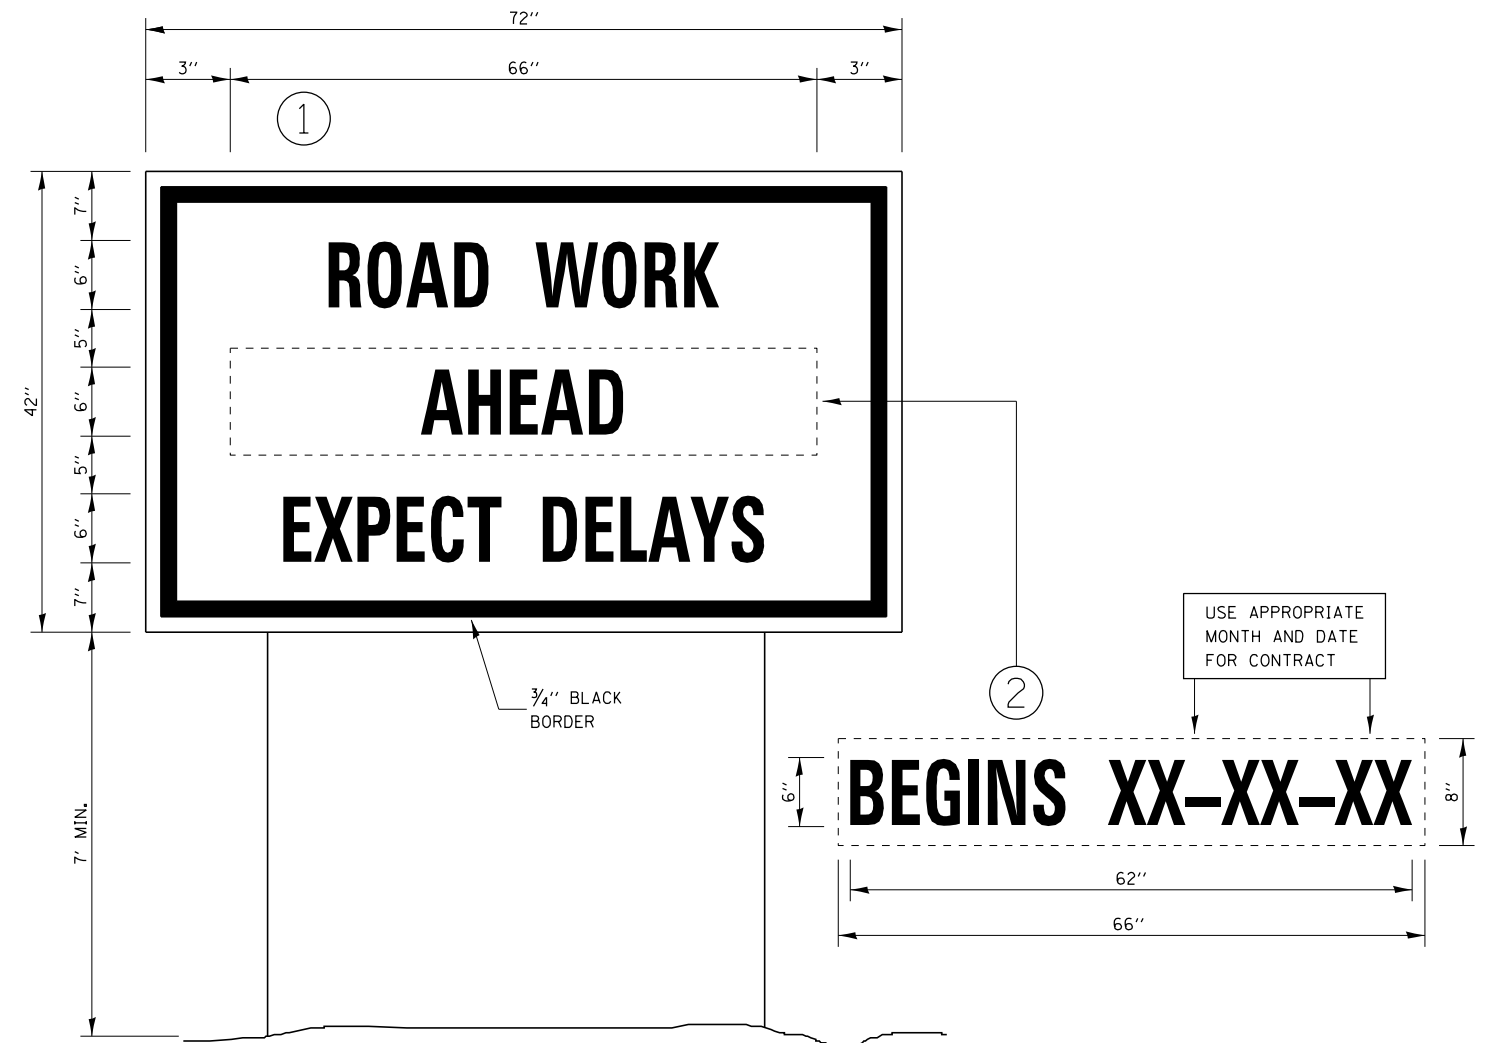 72''
3'' 66'' 3''
1
7''
6''
5''
6''
5''
6''
7''
42''
7' MIN.
ROAD WORK
AHEAD
EXPECT DELAYS
3/4'' BLACK
BORDER
2
USE APPROPRIATE
MONTH AND DATE
FOR CONTRACT
6''
BEGINS XX–XX–XX
8''
62''
66''